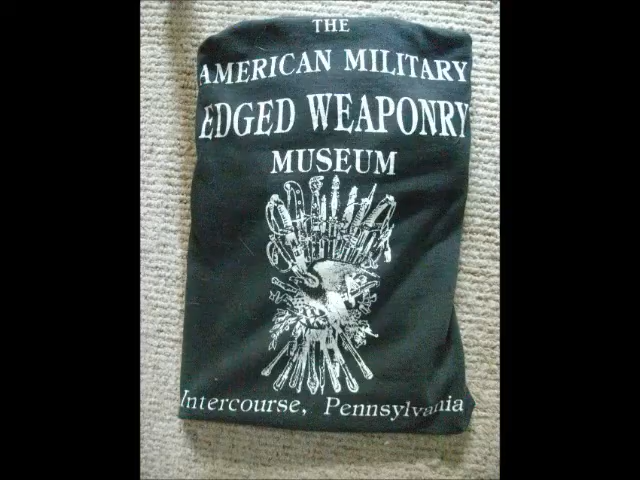 THE
AMERICAN MILITARY
EDGED WEAPONRY
MUSEUM
Intercourse, Pennsylvania